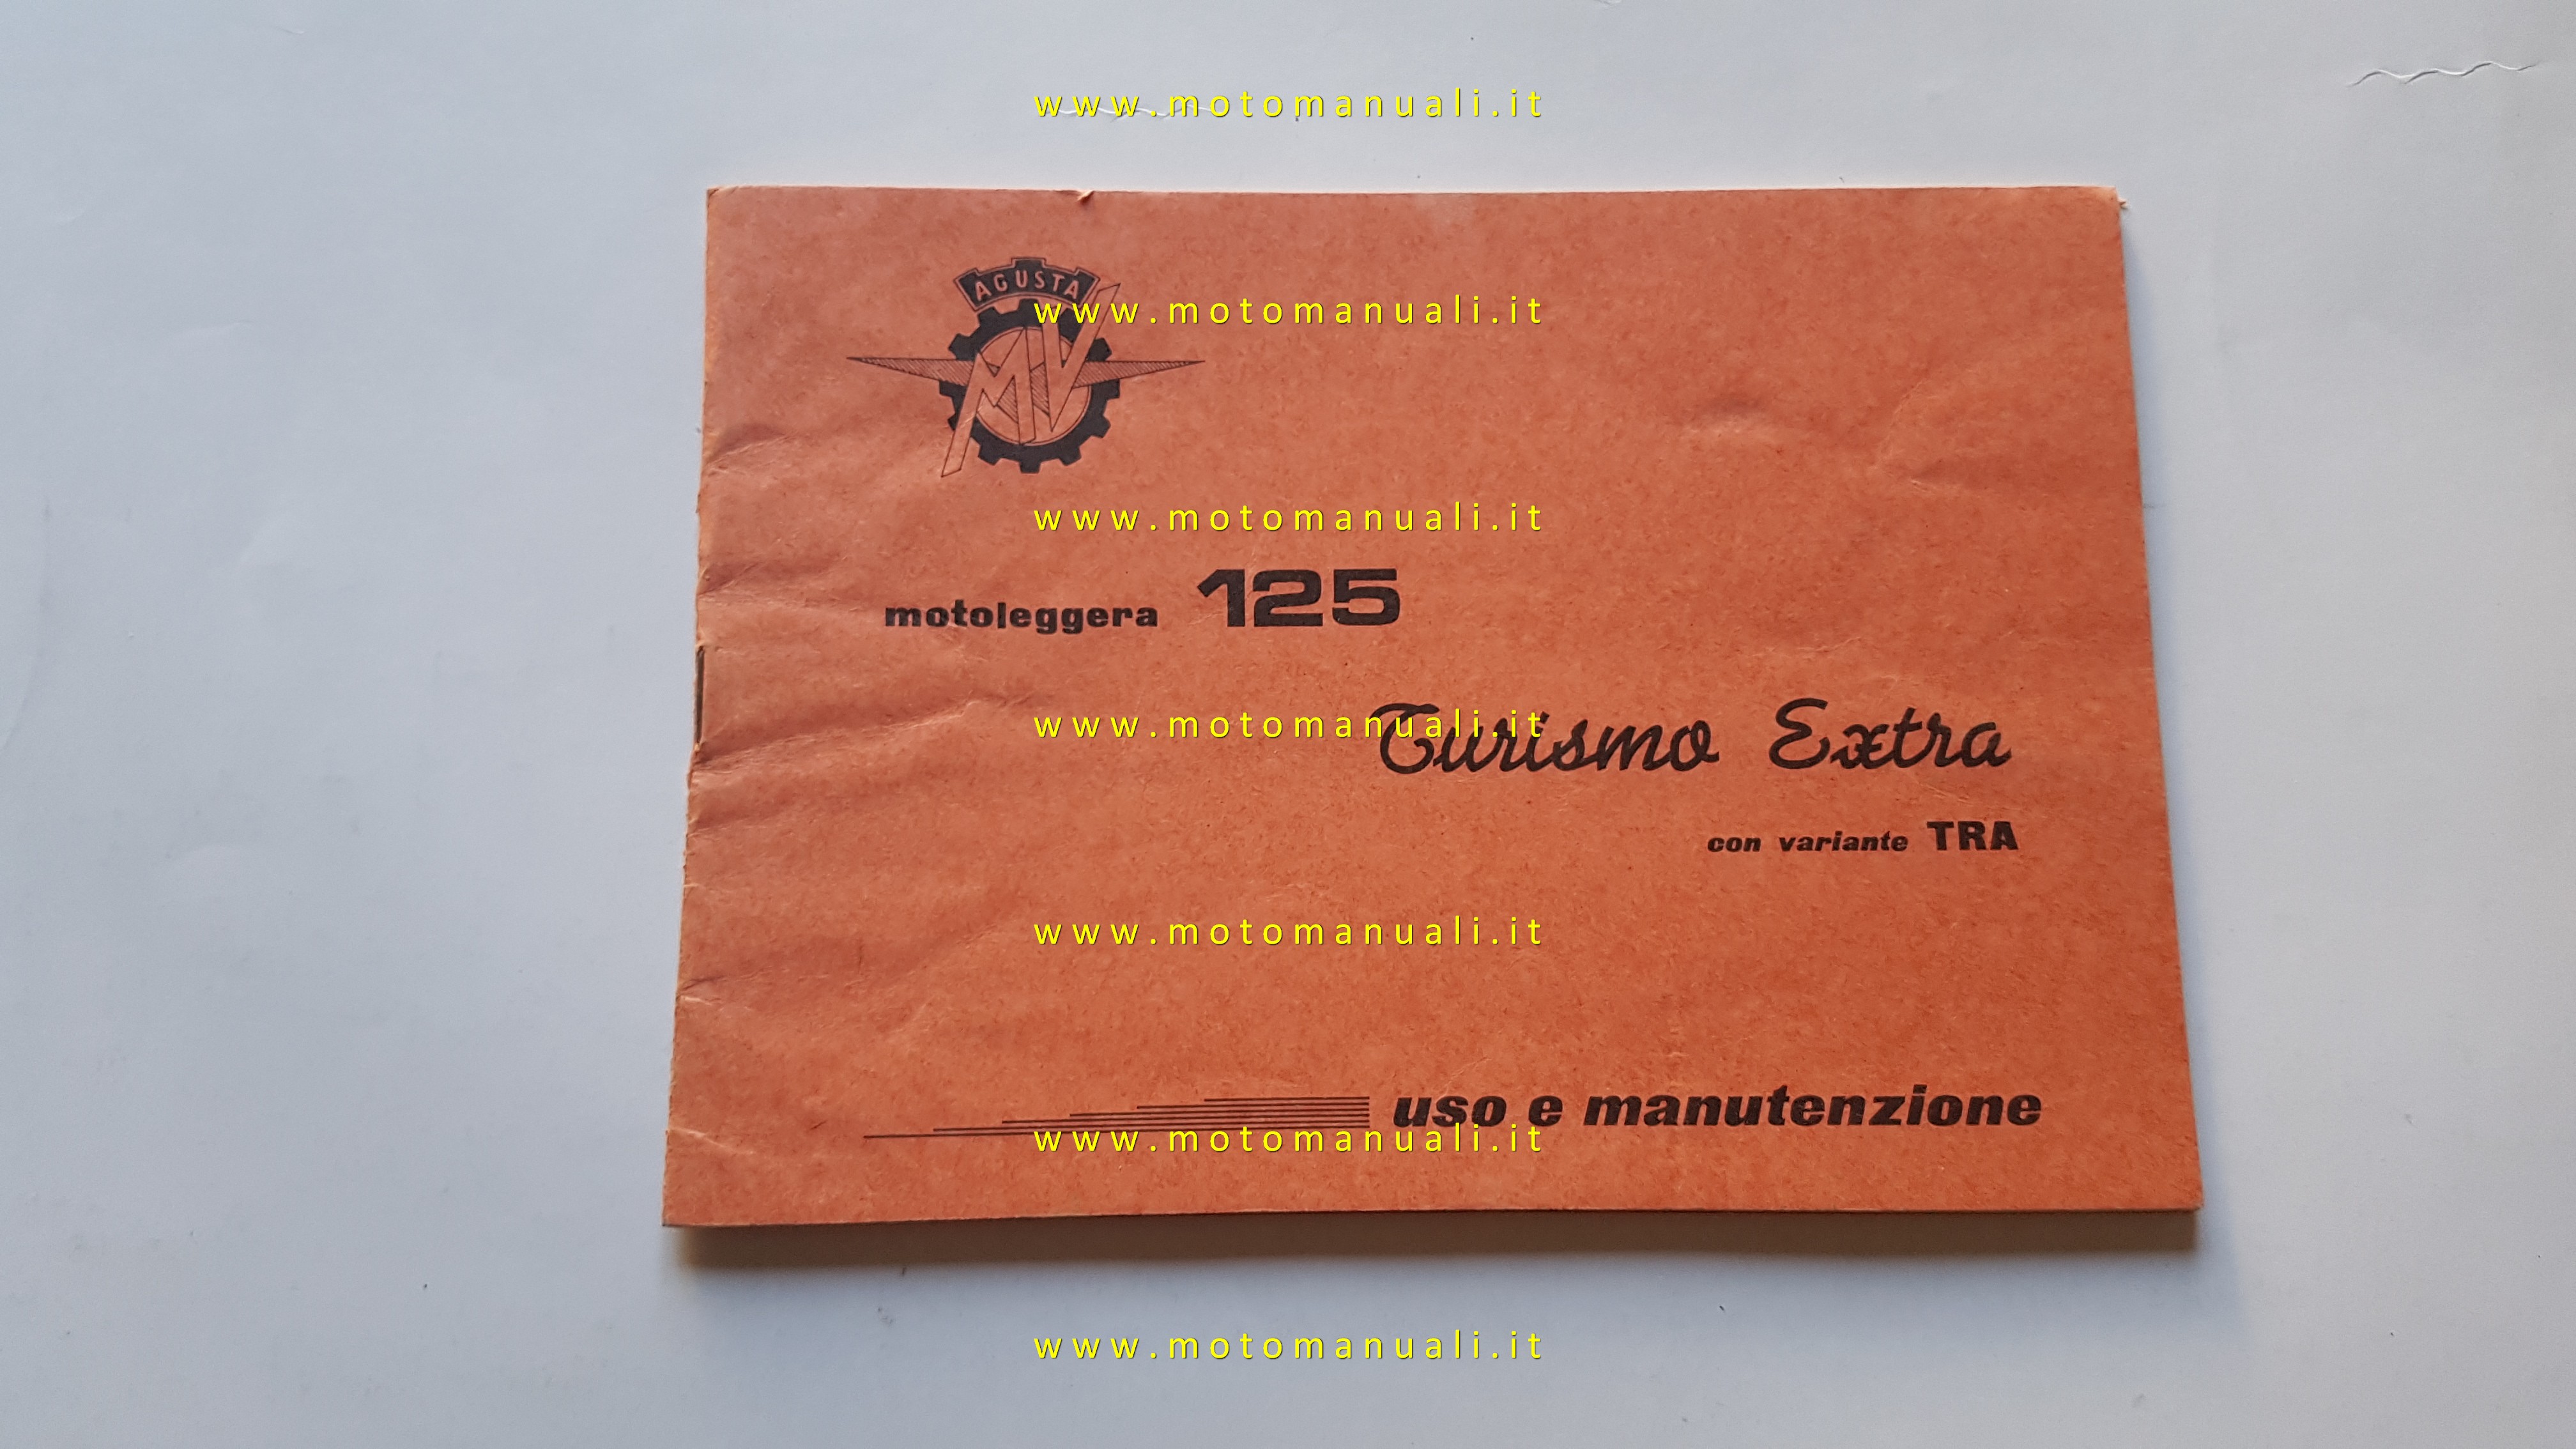 www.motomanuali.it
AGUSTA
www.motomanuali.it
MV
www.motomanuali.it
motoleggera 125
Turismo Extra
www.motomanuali.it
con variante TRA
www.motomanuali.it
uso e manutenzione
www.motomanuali.it
www.motomanuali.it